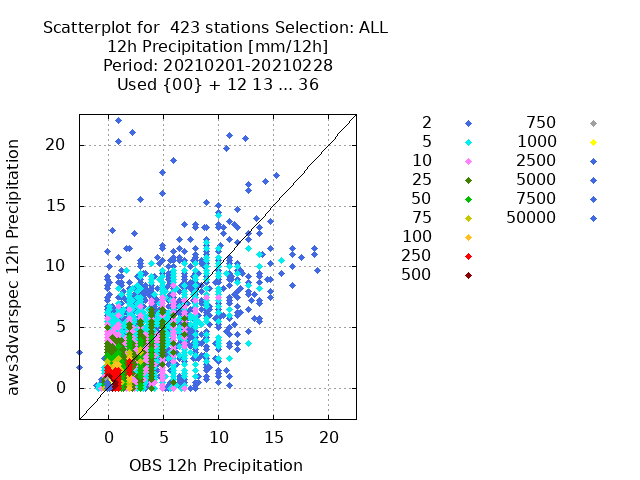 Scatterplot for  423 stations Selection: ALL
12h Precipitation [mm/12h]
Period: 20210201-20210228
Used {00} + 12 13 ... 36
aws3dvarspec 12h Precipitation
20
15
10
5
0
0 5 10 15 20
OBS 12h Precipitation
2
5
10
25
50
75
100
250
500
750
1000
2500
5000
7500
50000